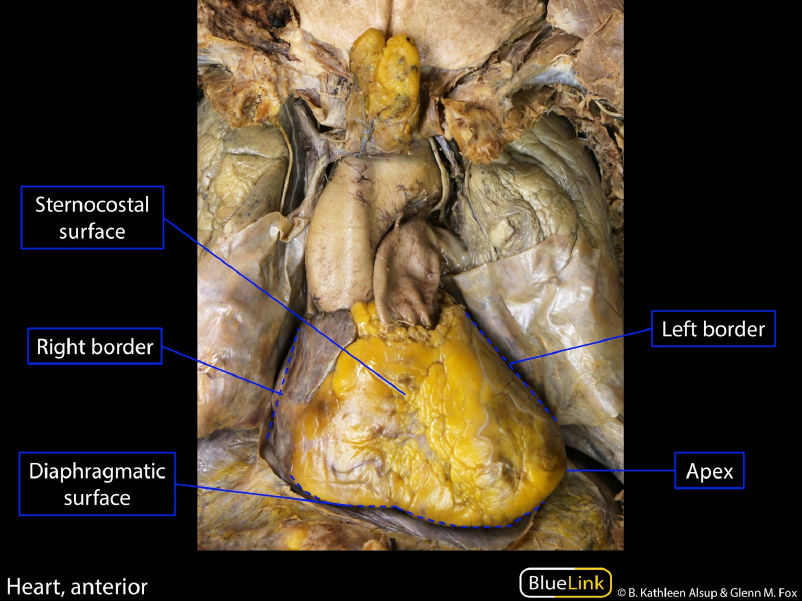 Sternocostal
surface
Right border
Left border
Diaphragmatic
surface
Apex
Heart, anterior
BlueLink
© B. Kathleen Alsup & Glenn M. Fox